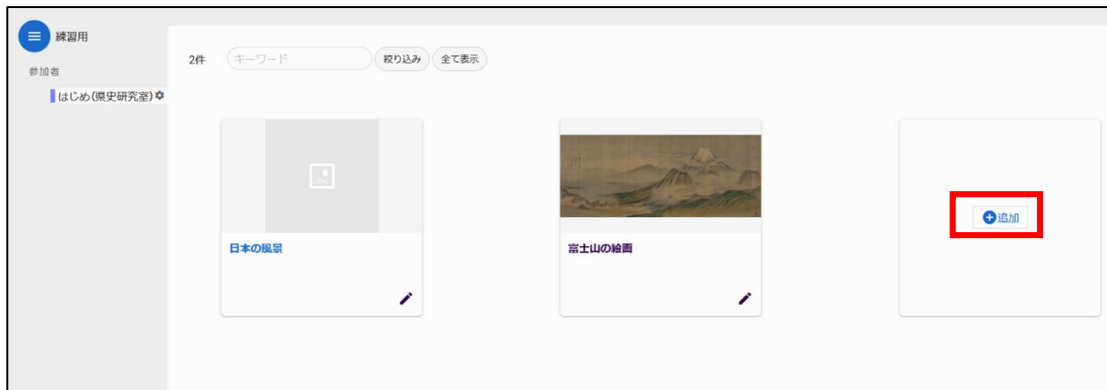 練習用
参加者
はじめ(県史研究室)
2件 キーワード 絞り込み 全て表示
日本の風景
富士山の絵画
追加